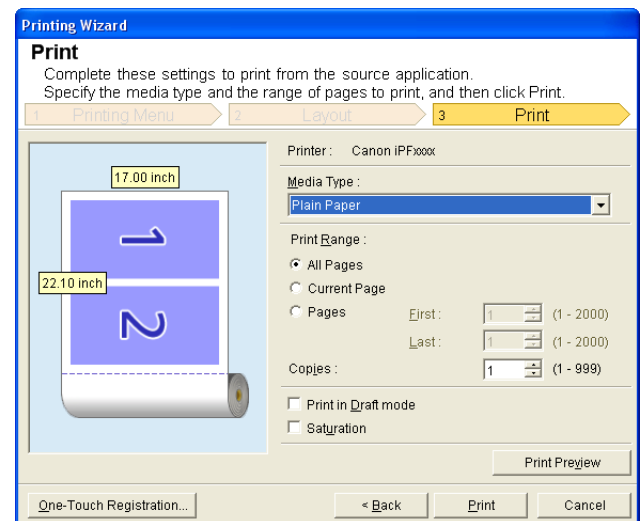 Printing Wizard
Print
Complete these settings to print from the source application.
Specify the media type and the range of pages to print, and then click Print.
1 Printing Menu 2 Layout 3 Print
17.00 inch
22.10 inch
1
2
Printer : Canon iPFxxxx
Media Type :
Plain Paper
Print Range :
All Pages
Current Page
Pages First : 1 (1 - 2000)
Last : 1 (1 - 2000)
Copies : 1 (1 - 999)
Print in Draft mode
Saturation
Print Preview
One-Touch Registration... < Back Print Cancel